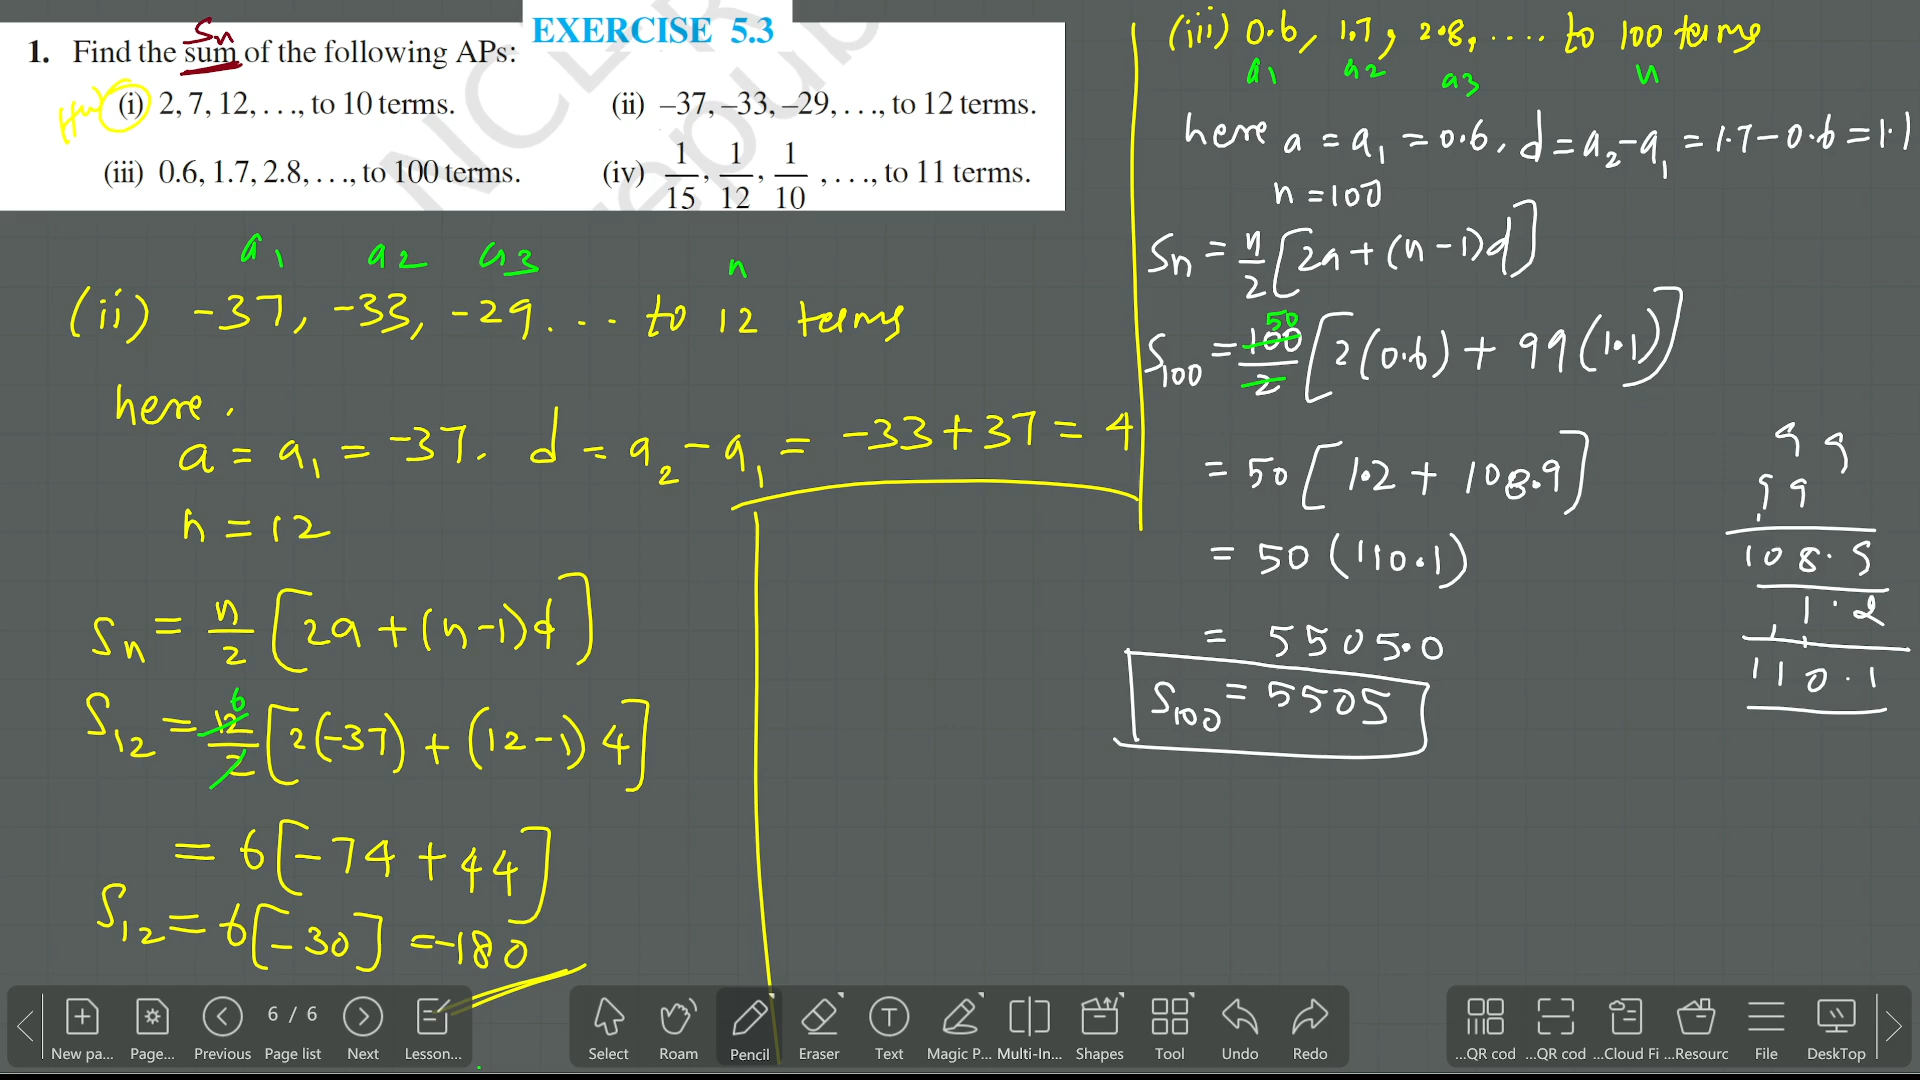 EXERCISE 5.3
Sn
1. Find the sum of the following APs:
Hw (i) 2, 7, 12, . . ., to 10 terms. (ii) –37, –33, –29, . . ., to 12 terms.
(iii) 0.6, 1.7, 2.8, . . ., to 100 terms. (iv) 1/15, 1/12, 1/10, . . ., to 11 terms.
a1 a2 a3 n
(ii) -37, -33, -29. ... to 12 terms
here,
a = a1 = -37. d = a2 - a1 = -33+37 = 4
n = 12
Sn = n/2 [2a + (n-1)d]
6
S12 = 12/2 [2(-37) + (12-1) 4]
= 6[-74 + 44]
S12 = 6[-30] = -180
(iii) 0.6, 1.7, 2.8, .... to 100 terms
a1 a2 a3 n
here a = a1 = 0.6, d = a2-a1 = 1.7-0.6 = 1.1
n = 100
Sn = n/2 [2a + (n-1)d]
50
S100 = 100/2 [2(0.6) + 99(1.1)]
= 50 [1.2 + 108.9]
= 50 (110.1)
= 5505.0
S100 = 5505
99
99
108.9
1.2
110.1
New pa... Page... Previous 6 / 6 Page list Next Lesson... Select Roam Pencil Eraser Text Magic P... Multi-In... Shapes Tool Undo Redo ...QR cod ...QR cod ...Cloud Fi ...Resourc File DeskTop